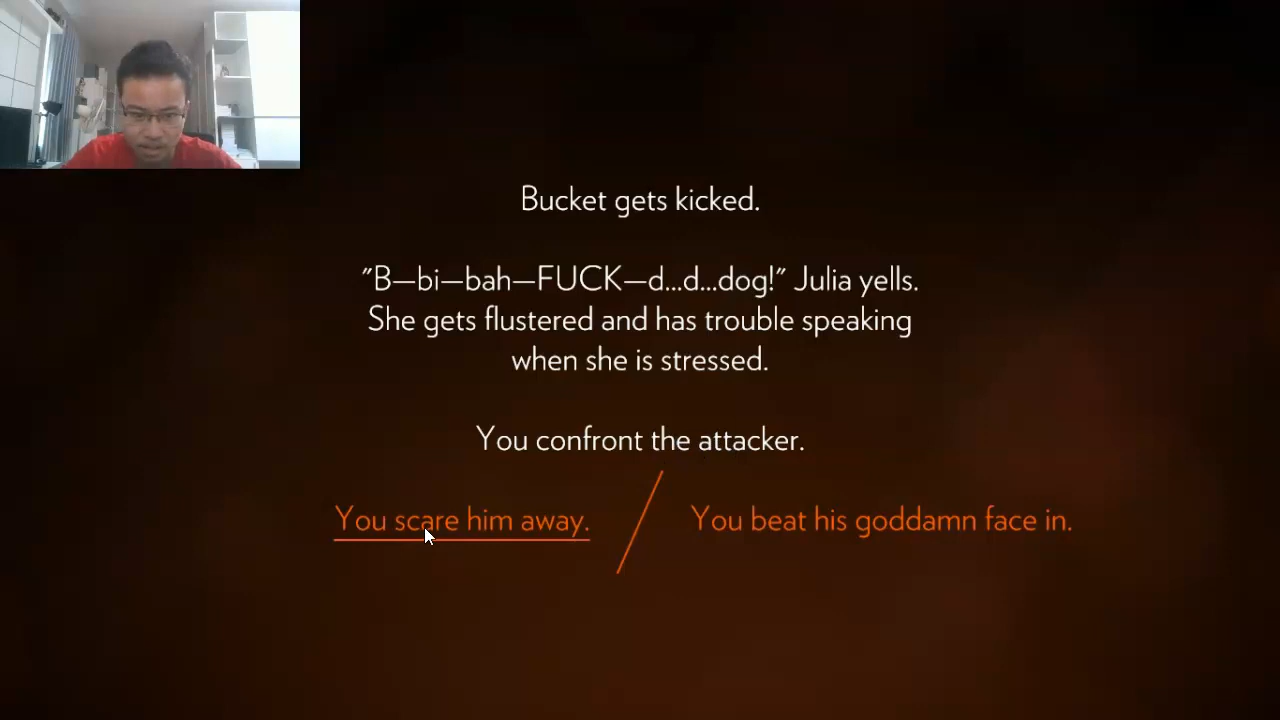 Bucket gets kicked.
"B—bi—bah—FUCK—d...d...dog!" Julia yells.
She gets flustered and has trouble speaking
when she is stressed.
You confront the attacker.
You scare him away. / You beat his goddamn face in.